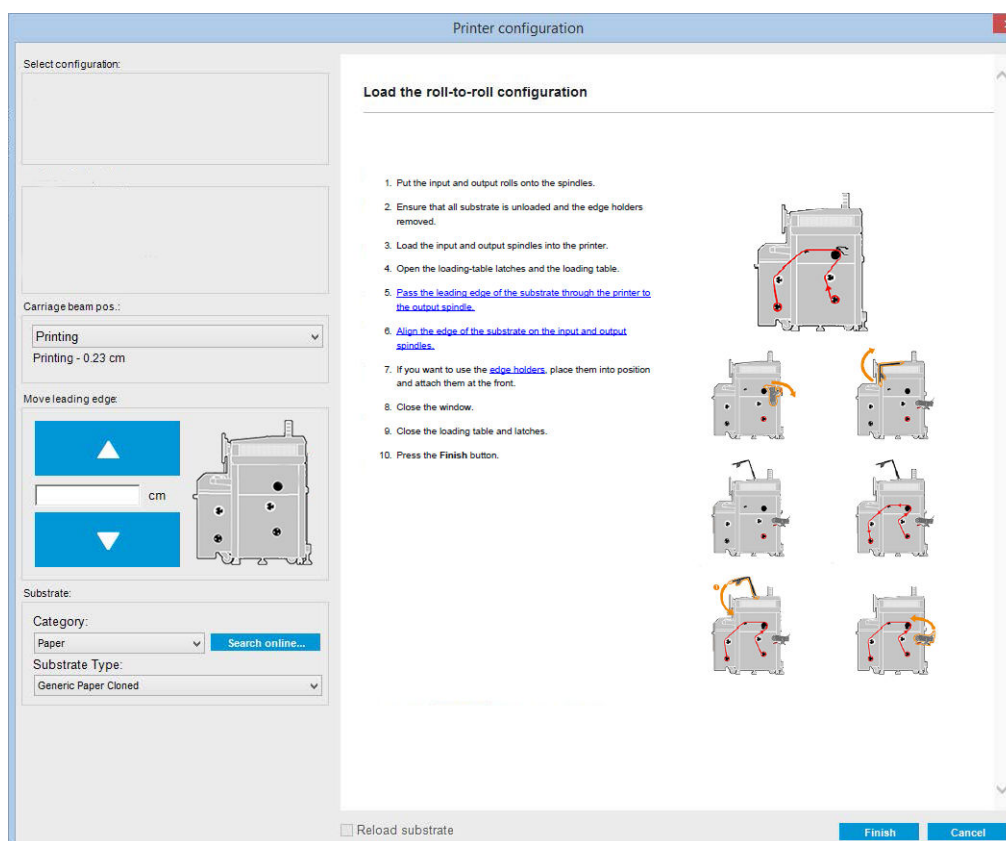 Printer configuration
Select configuration:
Carriage beam pos.:
Printing
Printing - 0.23 cm
Move leading edge:
cm
Substrate:
Category:
Paper
Search online...
Substrate Type:
Generic Paper Cloned
Load the roll-to-roll configuration
1. Put the input and output rolls onto the spindles.
2. Ensure that all substrate is unloaded and the edge holders
removed.
3. Load the input and output spindles into the printer.
4. Open the loading-table latches and the loading table.
5. Pass the leading edge of the substrate through the printer to
the output spindle.
6. Align the edge of the substrate on the input and output
spindles.
7. If you want to use the edge holders, place them into position
and attach them at the front.
8. Close the window.
9. Close the loading table and latches.
10. Press the Finish button.
Reload substrate
Finish
Cancel